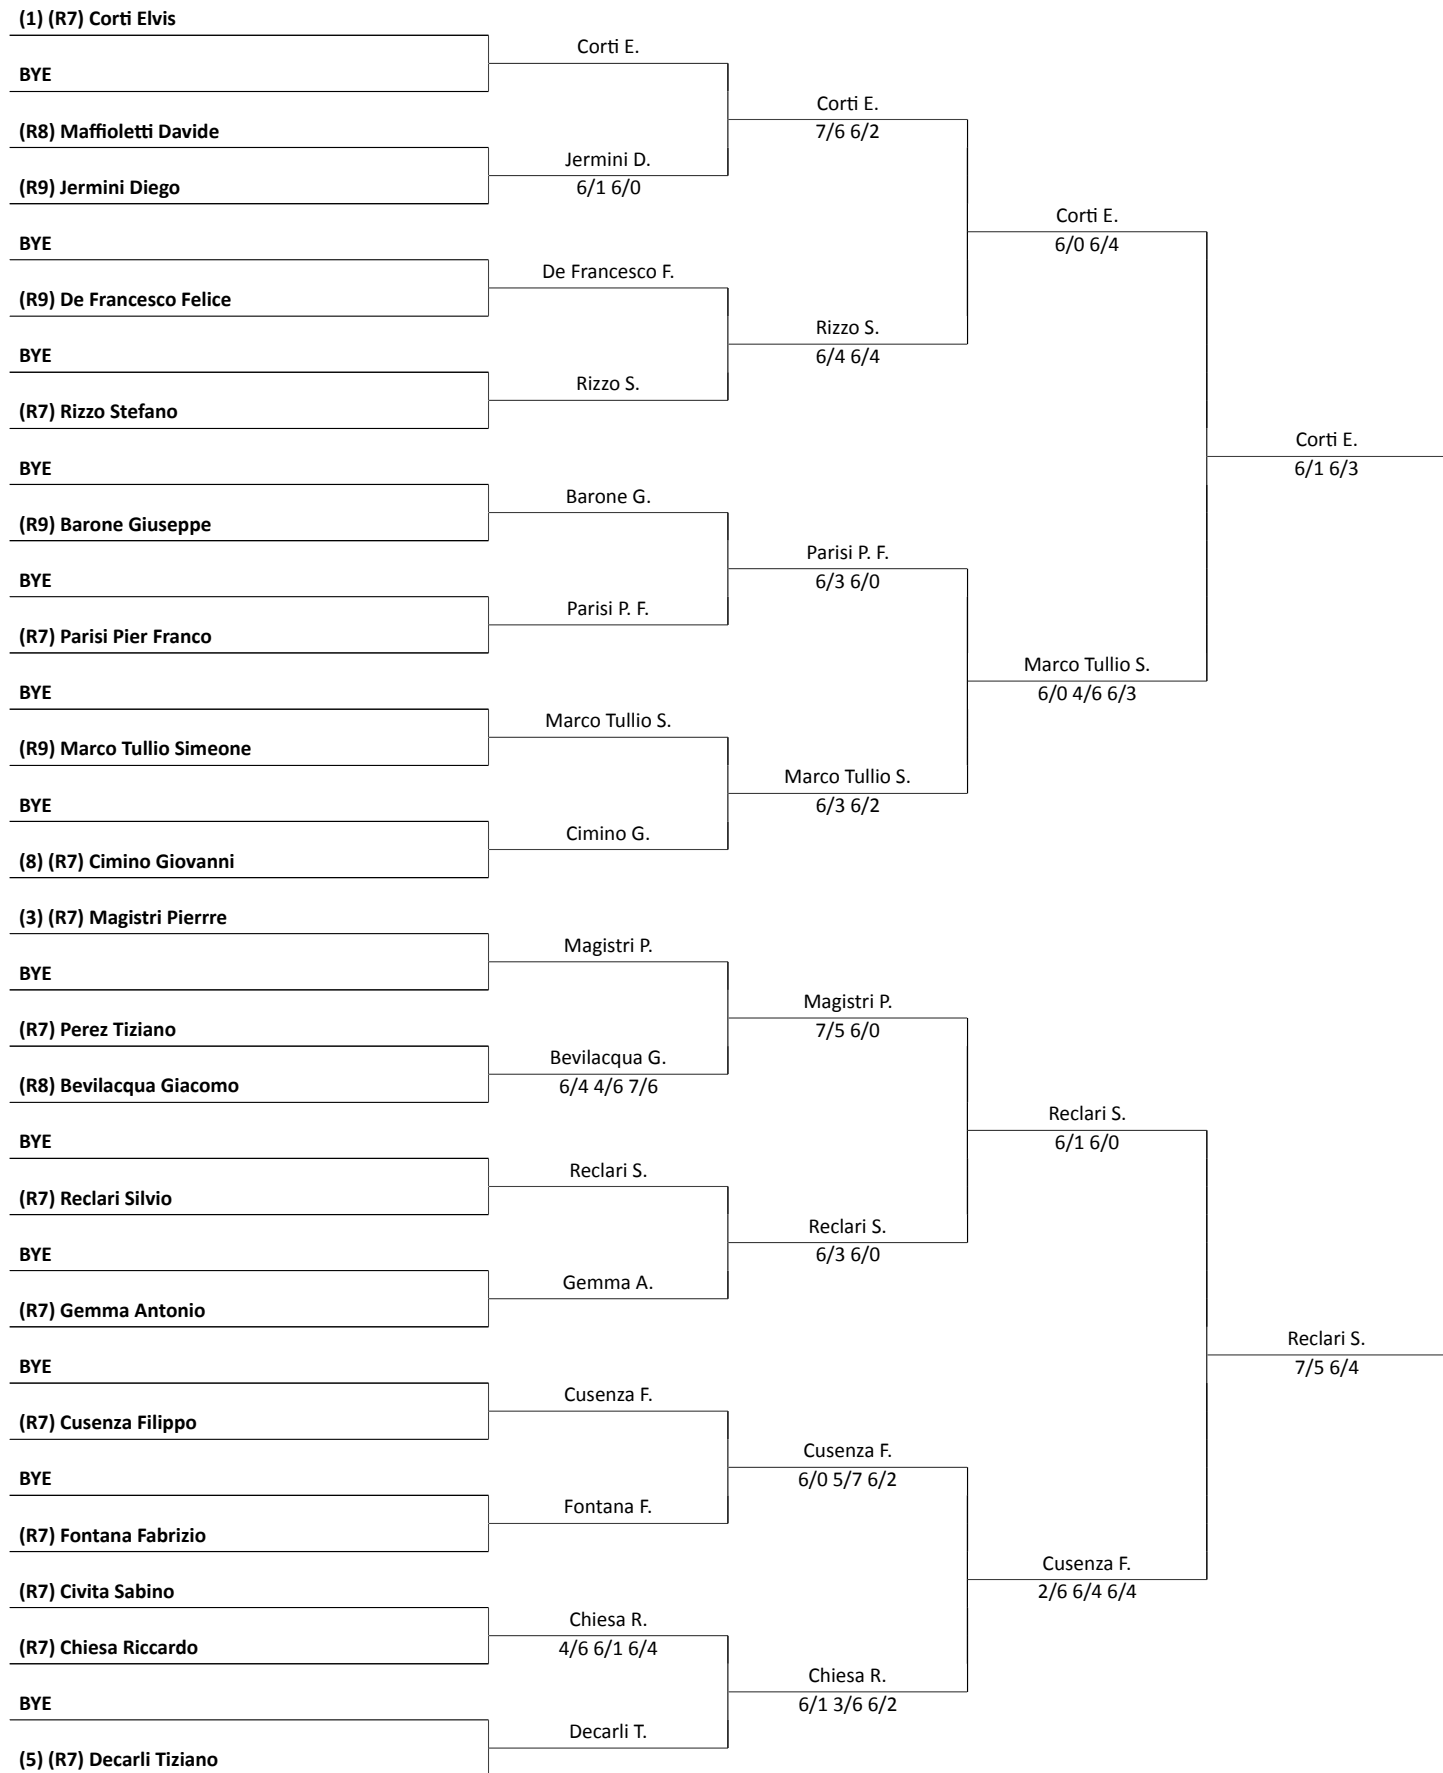 (1) (R7) Corti Elvis
Corti E.
BYE
Corti E.
7/6 6/2
(R8) Maffioletti Davide
Jermini D.
6/1 6/0
(R9) Jermini Diego
Corti E.
6/0 6/4
BYE
De Francesco F.
(R9) De Francesco Felice
Rizzo S.
6/4 6/4
BYE
Rizzo S.
(R7) Rizzo Stefano
Corti E.
6/1 6/3
BYE
Barone G.
(R9) Barone Giuseppe
Parisi P. F.
6/3 6/0
BYE
Parisi P. F.
(R7) Parisi Pier Franco
Marco Tullio S.
6/0 4/6 6/3
BYE
Marco Tullio S.
(R9) Marco Tullio Simeone
Marco Tullio S.
6/3 6/2
BYE
Cimino G.
(8) (R7) Cimino Giovanni
(3) (R7) Magistri Pierrre
Magistri P.
BYE
Magistri P.
7/5 6/0
(R7) Perez Tiziano
Bevilacqua G.
6/4 4/6 7/6
(R8) Bevilacqua Giacomo
Reclari S.
6/1 6/0
BYE
Reclari S.
(R7) Reclari Silvio
Reclari S.
6/3 6/0
BYE
Gemma A.
(R7) Gemma Antonio
Reclari S.
7/5 6/4
BYE
Cusenza F.
(R7) Cusenza Filippo
Cusenza F.
6/0 5/7 6/2
BYE
Fontana F.
(R7) Fontana Fabrizio
Cusenza F.
2/6 6/4 6/4
(R7) Civita Sabino
Chiesa R.
4/6 6/1 6/4
(R7) Chiesa Riccardo
Chiesa R.
6/1 3/6 6/2
BYE
Decarli T.
(5) (R7) Decarli Tiziano